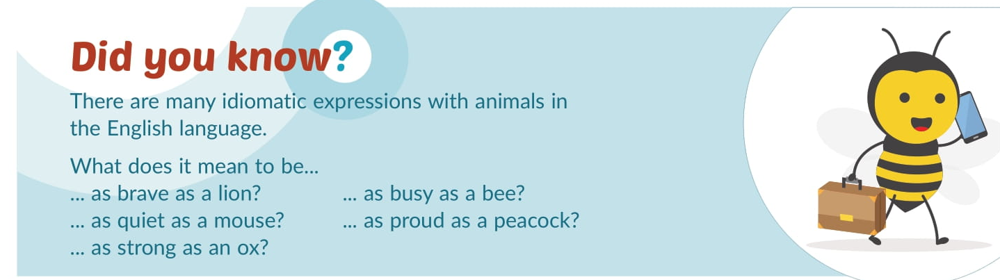 Did you know?
There are many idiomatic expressions with animals in
the English language.
What does it mean to be...
... as brave as a lion?
... as quiet as a mouse?
... as strong as an ox?
... as busy as a bee?
... as proud as a peacock?